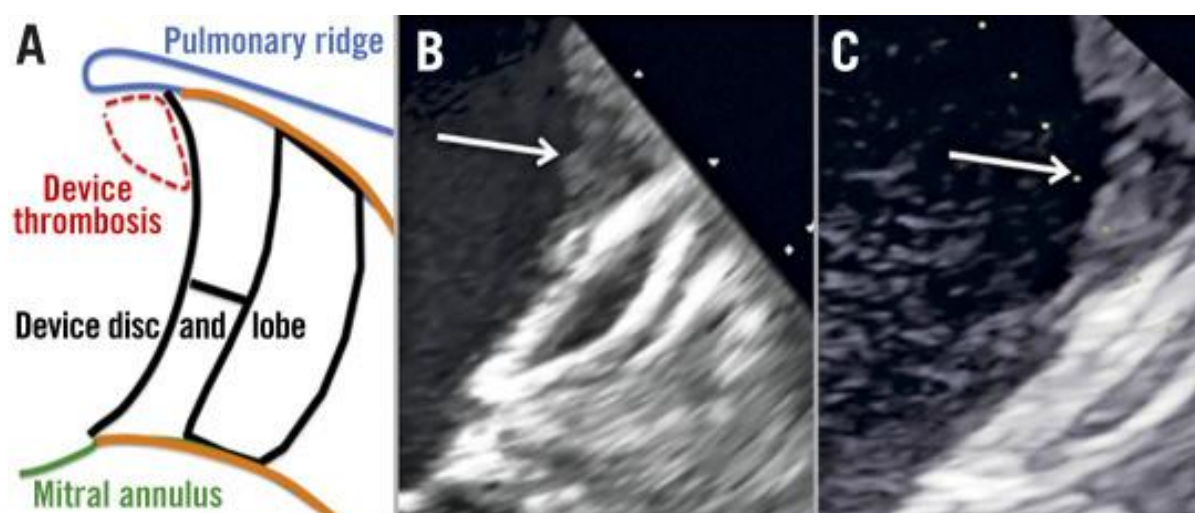 A
Pulmonary ridge
Device
thrombosis
Device disc and lobe
Mitral annulus
B
C